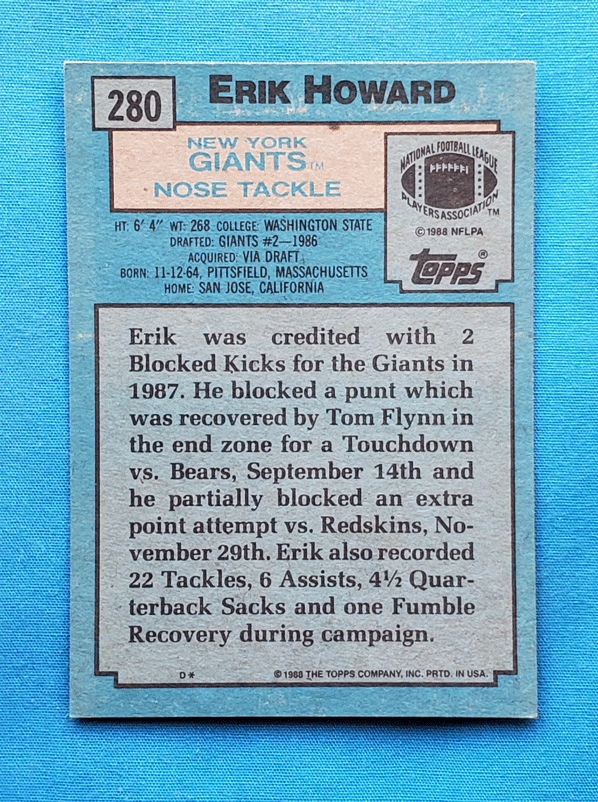 280
ERIK HOWARD
NEW YORK
GIANTS TM
NOSE TACKLE
NATIONAL FOOTBALL LEAGUE
PLAYERS ASSOCIATION TM
© 1988 NFLPA
TOPPS®
HT: 6' 4" WT: 268 COLLEGE: WASHINGTON STATE
DRAFTED: GIANTS #2—1986
ACQUIRED: VIA DRAFT
BORN: 11-12-64, PITTSFIELD, MASSACHUSETTS
HOME: SAN JOSE, CALIFORNIA
Erik was credited with 2
Blocked Kicks for the Giants in
1987. He blocked a punt which
was recovered by Tom Flynn in
the end zone for a Touchdown
vs. Bears, September 14th and
he partially blocked an extra
point attempt vs. Redskins, No-
vember 29th. Erik also recorded
22 Tackles, 6 Assists, 4½ Quar-
terback Sacks and one Fumble
Recovery during campaign.
D*
© 1988 THE TOPPS COMPANY, INC. PRTD. IN USA.